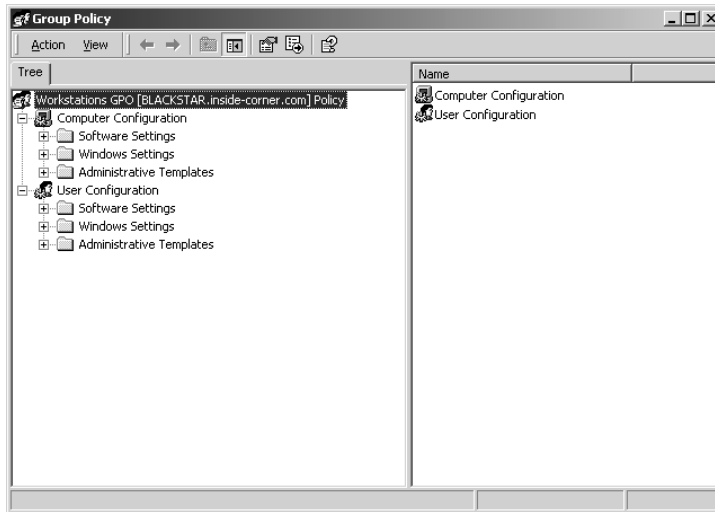 Group Policy
Action View
Tree
Workstations GPO [BLACKSTAR.inside-corner.com] Policy
Computer Configuration
Software Settings
Windows Settings
Administrative Templates
User Configuration
Software Settings
Windows Settings
Administrative Templates
Name
Computer Configuration
User Configuration